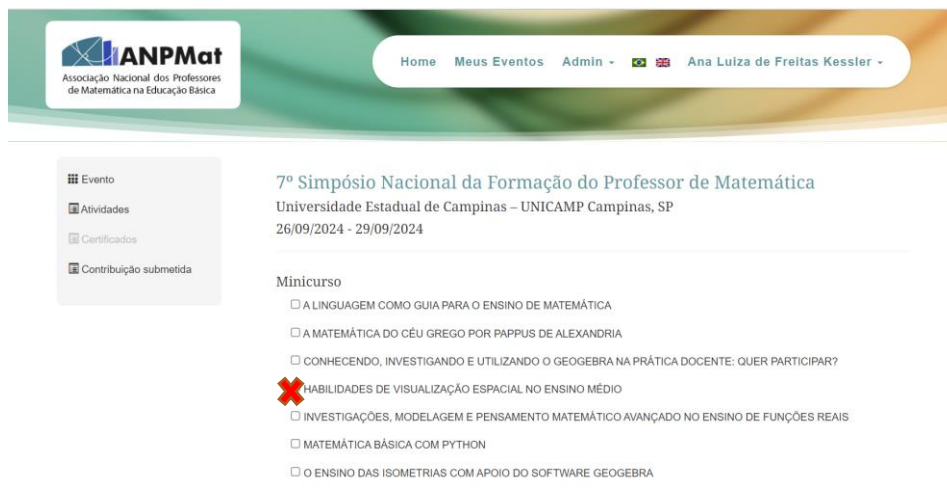 ANPMat
Associação Nacional dos Professores
de Matemática na Educação Básica
Home Meus Eventos Admin Ana Luiza de Freitas Kessler
Evento
Atividades
Certificados
Contribuição submetida
7º Simpósio Nacional da Formação do Professor de Matemática
Universidade Estadual de Campinas – UNICAMP Campinas, SP
26/09/2024 - 29/09/2024
Minicurso
A LINGUAGEM COMO GUIA PARA O ENSINO DE MATEMÁTICA
A MATEMÁTICA DO CÉU GREGO POR PAPPUS DE ALEXANDRIA
CONHECENDO, INVESTIGANDO E UTILIZANDO O GEOGEBRA NA PRÁTICA DOCENTE: QUER PARTICIPAR?
HABILIDADES DE VISUALIZAÇÃO ESPACIAL NO ENSINO MÉDIO
INVESTIGAÇÕES, MODELAGEM E PENSAMENTO MATEMÁTICO AVANÇADO NO ENSINO DE FUNÇÕES REAIS
MATEMÁTICA BÁSICA COM PYTHON
O ENSINO DAS ISOMETRIAS COM APOIO DO SOFTWARE GEOGEBRA